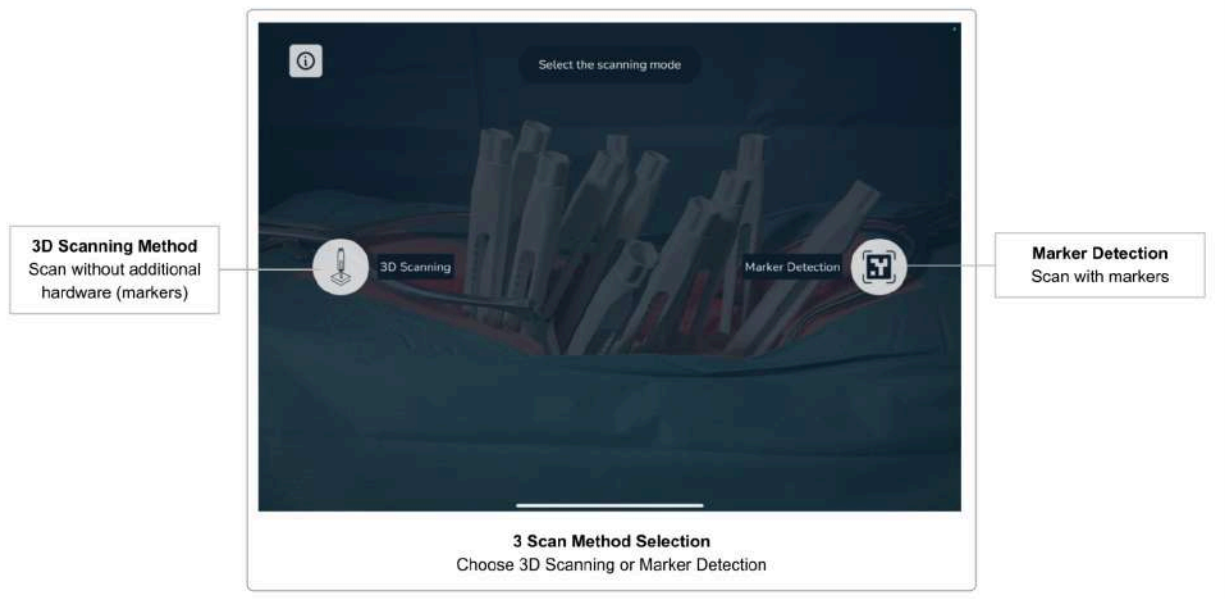 Select the scanning mode
3D Scanning Method
Scan without additional
hardware (markers)
3D Scanning
Marker Detection
Marker Detection
Scan with markers
3 Scan Method Selection
Choose 3D Scanning or Marker Detection